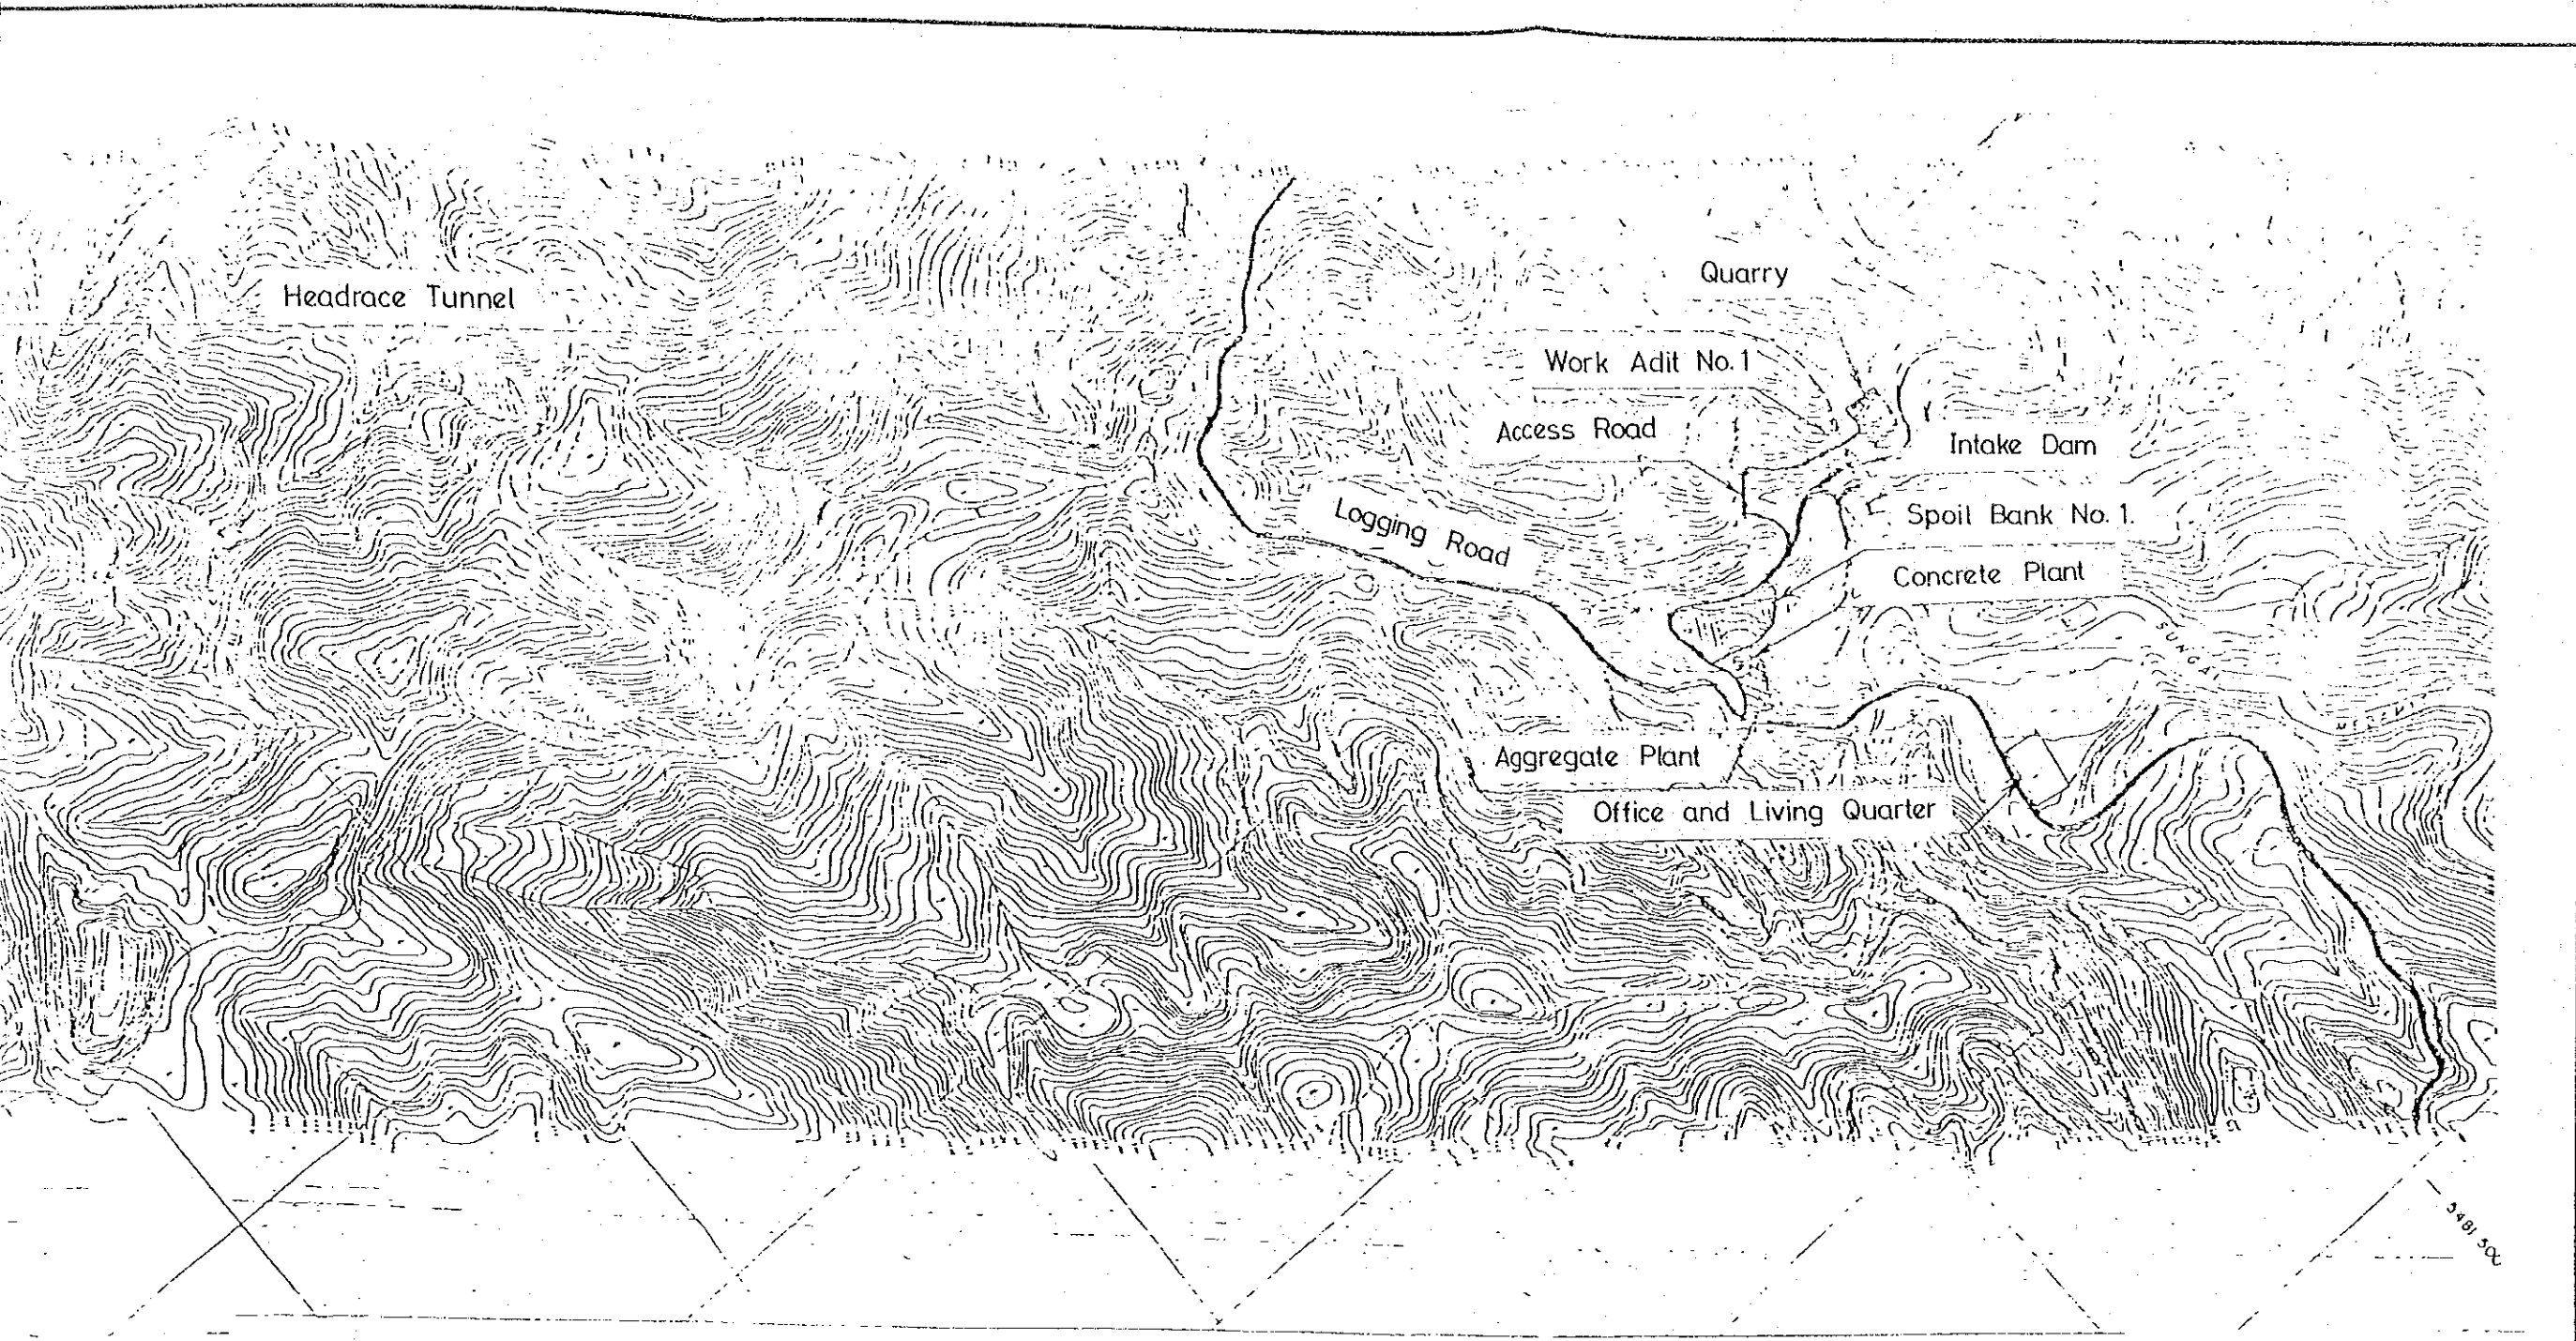 Quarry
Headrace Tunnel
Work Adit No.1
Access Road
Intake Dam
Logging Road
Spoil Bank No. 1.
Concrete Plant
SUNGAI
Aggregate Plant
Office and Living Quarter